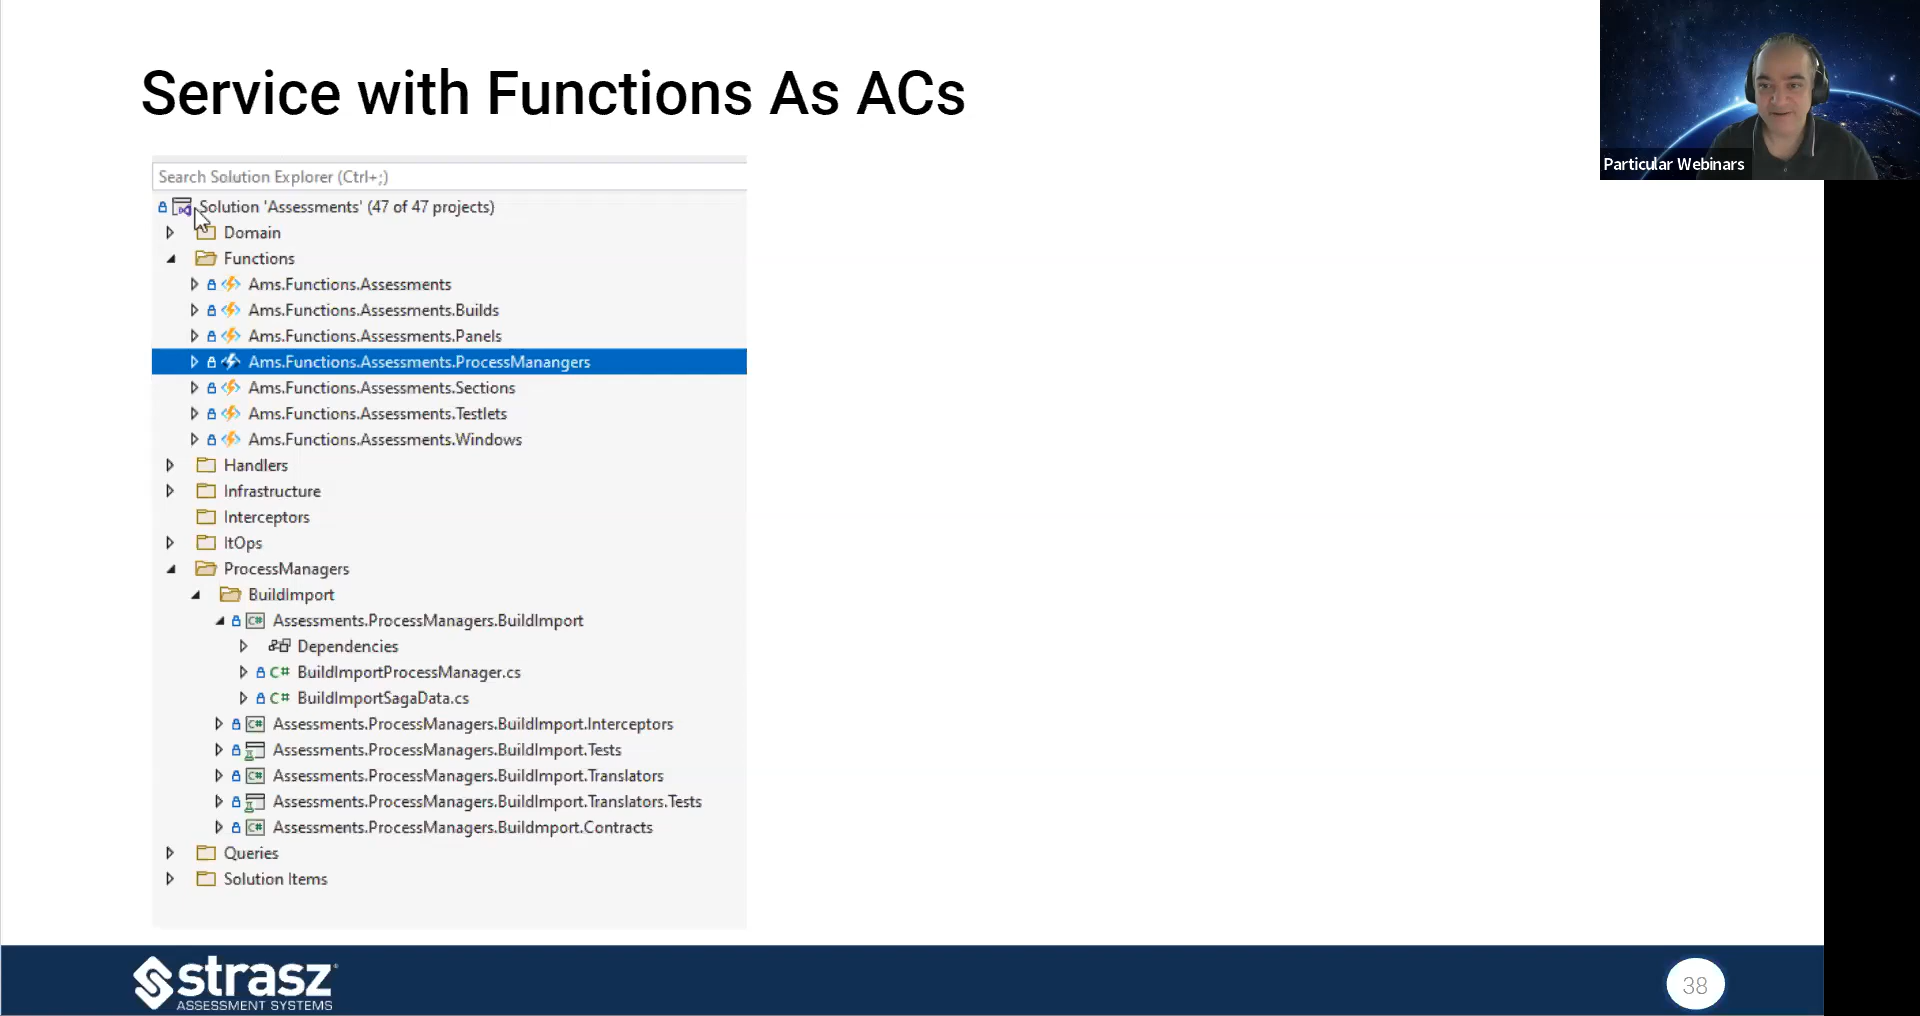 Service with Functions As ACs
Particular Webinars
Search Solution Explorer (Ctrl+;)
Solution 'Assessments' (47 of 47 projects)
Domain
Functions
Ams.Functions.Assessments
Ams.Functions.Assessments.Builds
Ams.Functions.Assessments.Panels
Ams.Functions.Assessments.ProcessManangers
Ams.Functions.Assessments.Sections
Ams.Functions.Assessments.Testlets
Ams.Functions.Assessments.Windows
Handlers
Infrastructure
Interceptors
ItOps
ProcessManagers
BuildImport
C# Assessments.ProcessManagers.BuildImport
Dependencies
C# BuildImportProcessManager.cs
C# BuildImportSagaData.cs
C# Assessments.ProcessManagers.BuildImport.Interceptors
Assessments.ProcessManagers.BuildImport.Tests
C# Assessments.ProcessManagers.BuildImport.Translators
Assessments.ProcessManagers.BuildImport.Translators.Tests
C# Assessments.ProcessManagers.Buildmport.Contracts
Queries
Solution Items
strasz
ASSESSMENT SYSTEMS
38